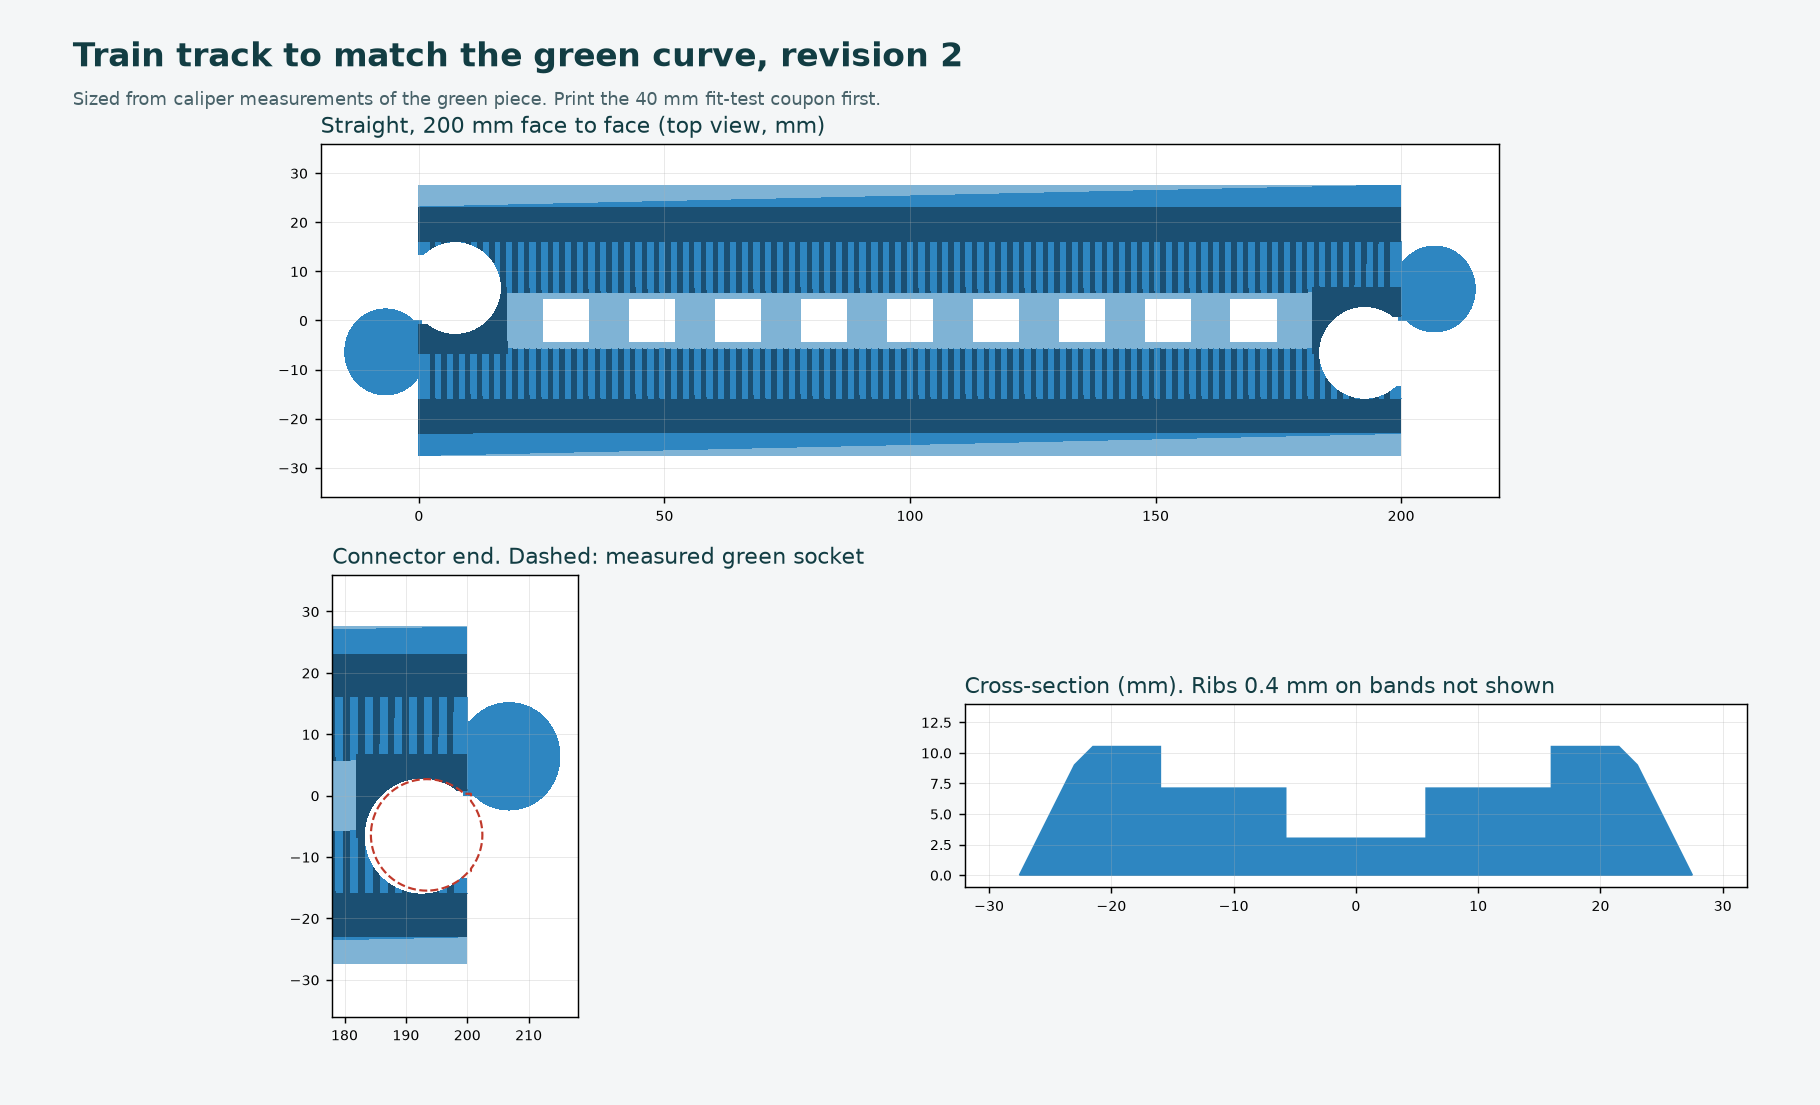 Train track to match the green curve, revision 2
Sized from caliper measurements of the green piece. Print the 40 mm fit-test coupon first.
Straight, 200 mm face to face (top view, mm)
30
20
10
0
−10
−20
−30
0 50 100 150 200
Connector end. Dashed: measured green socket
30
20
10
0
−10
−20
−30
180 190 200 210
Cross-section (mm). Ribs 0.4 mm on bands not shown
12.5
10.0
7.5
5.0
2.5
0.0
−30 −20 −10 0 10 20 30